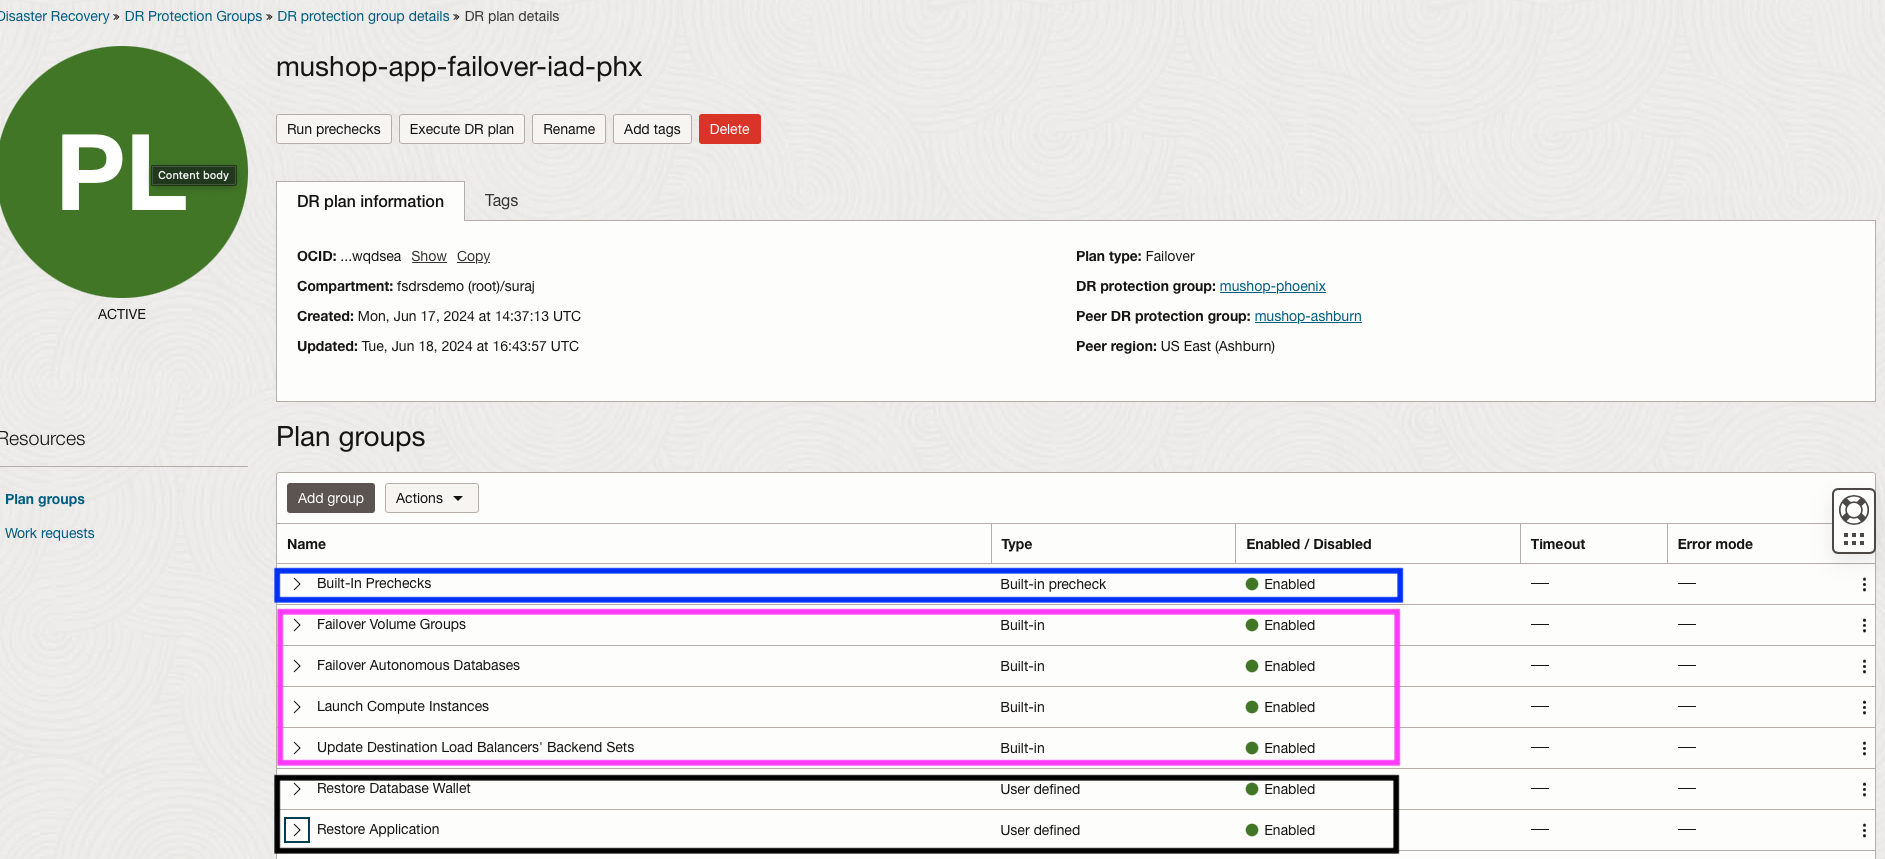 Disaster Recovery » DR Protection Groups » DR protection group details » DR plan details
PL
Content body
ACTIVE
mushop-app-failover-iad-phx
Run prechecks Execute DR plan Rename Add tags Delete
DR plan information Tags
OCID: ...wqdsea Show Copy
Compartment: fsdrsdemo (root)/suraj
Created: Mon, Jun 17, 2024 at 14:37:13 UTC
Updated: Tue, Jun 18, 2024 at 16:43:57 UTC
Plan type: Failover
DR protection group: mushop-phoenix
Peer DR protection group: mushop-ashburn
Peer region: US East (Ashburn)
Resources
Plan groups
Work requests
Plan groups
Add group Actions
Name Type Enabled / Disabled Timeout Error mode
Built-In Prechecks Built-in precheck Enabled — —
Failover Volume Groups Built-in Enabled — —
Failover Autonomous Databases Built-in Enabled — —
Launch Compute Instances Built-in Enabled — —
Update Destination Load Balancers' Backend Sets Built-in Enabled — —
Restore Database Wallet User defined Enabled — —
Restore Application User defined Enabled — —